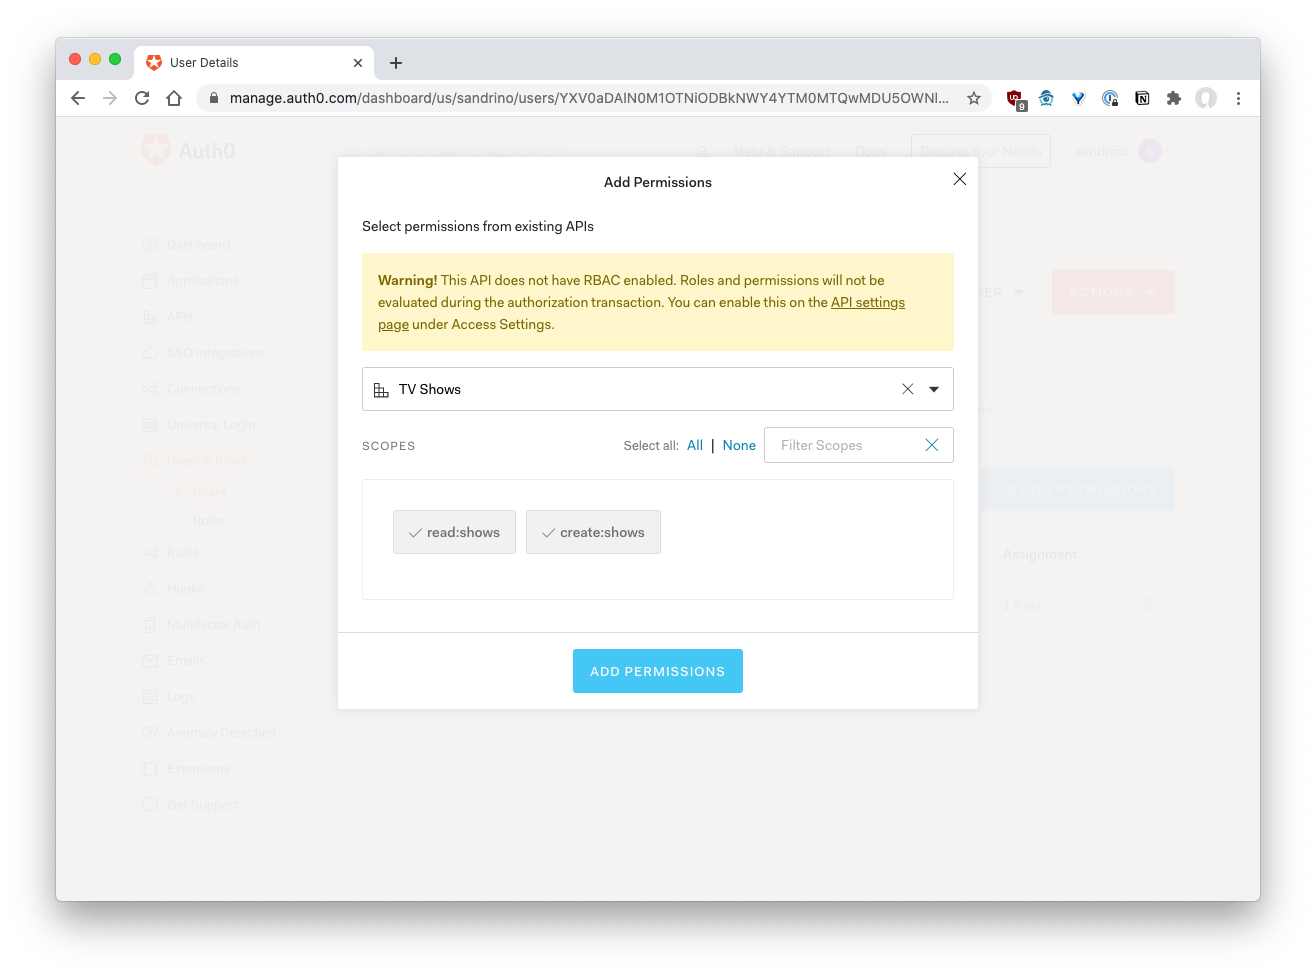 User Details
manage.auth0.com/dashboard/us/sandrino/users/YXV0aDAlN0M1OTNiODBkNWY4YTM0MTQwMDU5OWNl...
9
Auth0
Help & Support
Docs
Discuss Your Needs
sandrino
Add Permissions
Select permissions from existing APIs
Warning! This API does not have RBAC enabled. Roles and permissions will not be
evaluated during the authorization transaction. You can enable this on the API settings
page under Access Settings.
TV Shows
SCOPES
Select all: All | None
Filter Scopes
read:shows
create:shows
ADD PERMISSIONS
Dashboard
Applications
APIs
SSO Integrations
Connections
Universal Login
Users & Roles
Users
Roles
Rules
Hooks
Multifactor Auth
Emails
Logs
Anomaly Detection
Extensions
Get Support
ACTIONS
ASSIGN PERMISSIONS
Assignment
1 Role